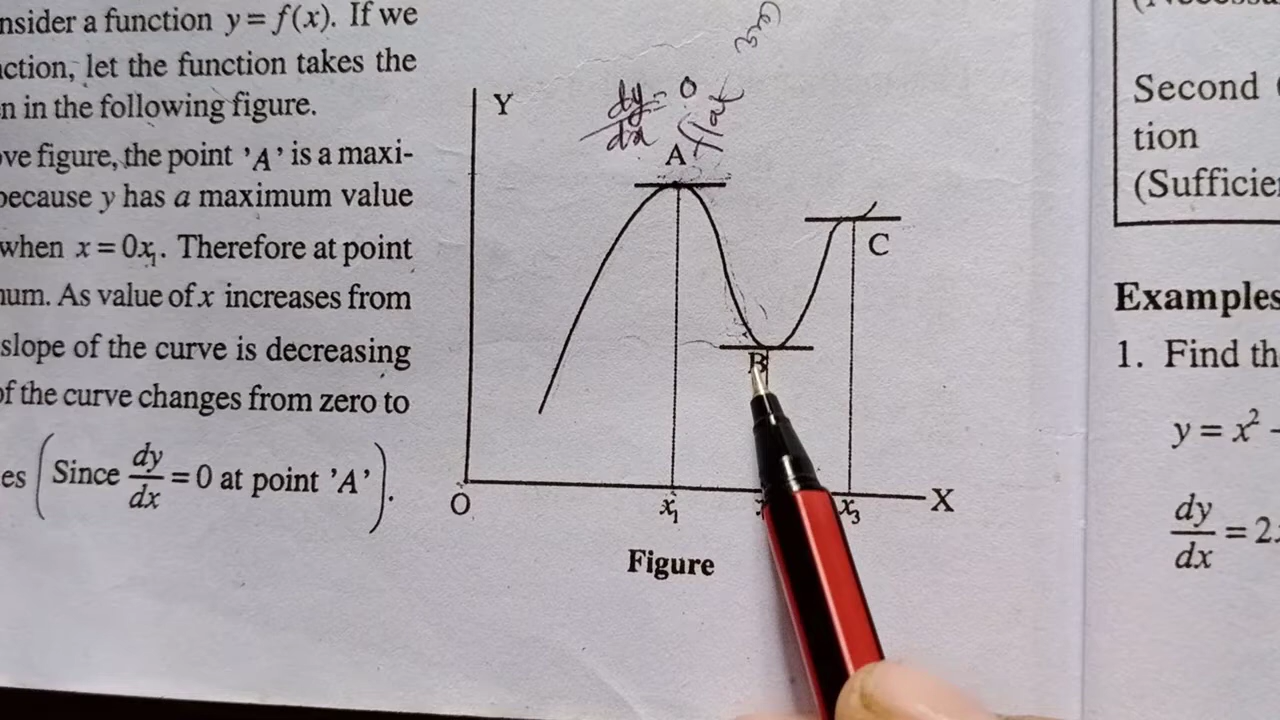 nsider a function y = f(x). If we
ction, let the function takes the
n in the following figure.
ve figure, the point 'A' is a maxi-
because y has a maximum value
when x = 0x₁. Therefore at point
num. As value of x increases from
slope of the curve is decreasing
of the curve changes from zero to
es (Since dy/dx = 0 at point 'A').
Y
dy/dx = 0
flat
A
B
C
O
x₁
x₃
X
Figure
Second
tion
(Sufficie
Examples
1. Find th
y = x² -
dy/dx = 2